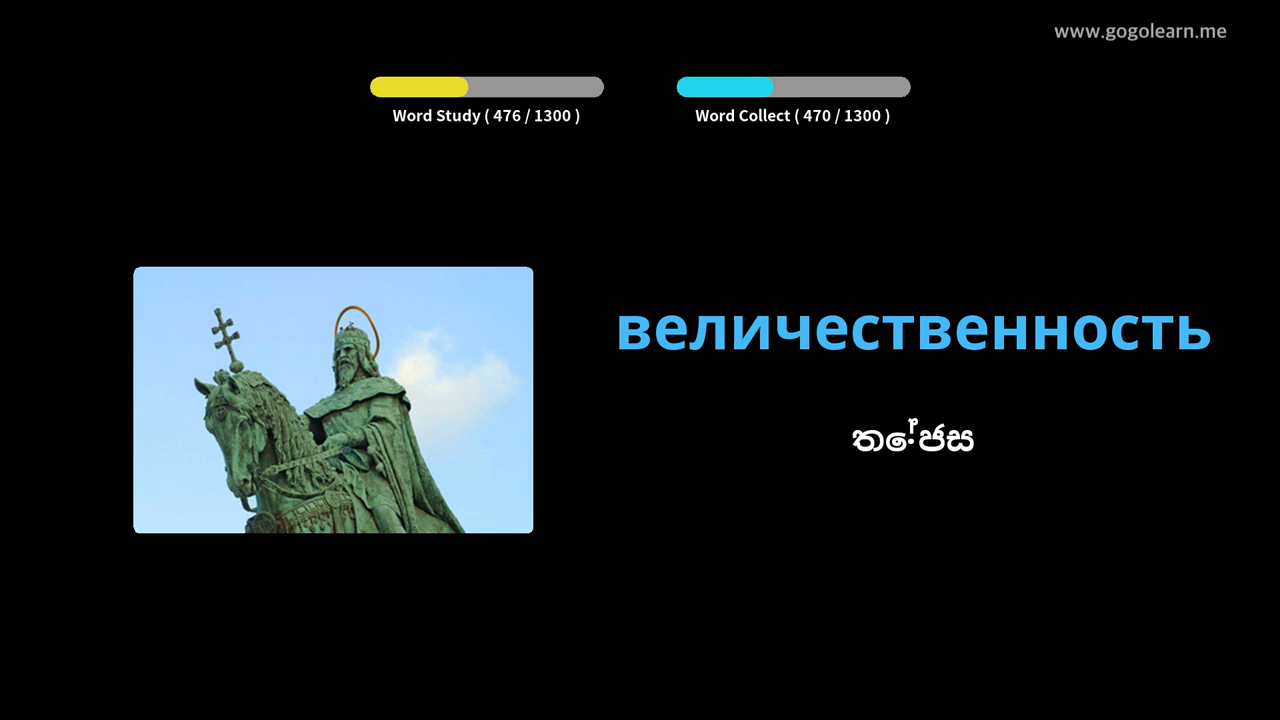 www.gogolearn.me
Word Study ( 476 / 1300 )
Word Collect ( 470 / 1300 )
величественность
තේජස